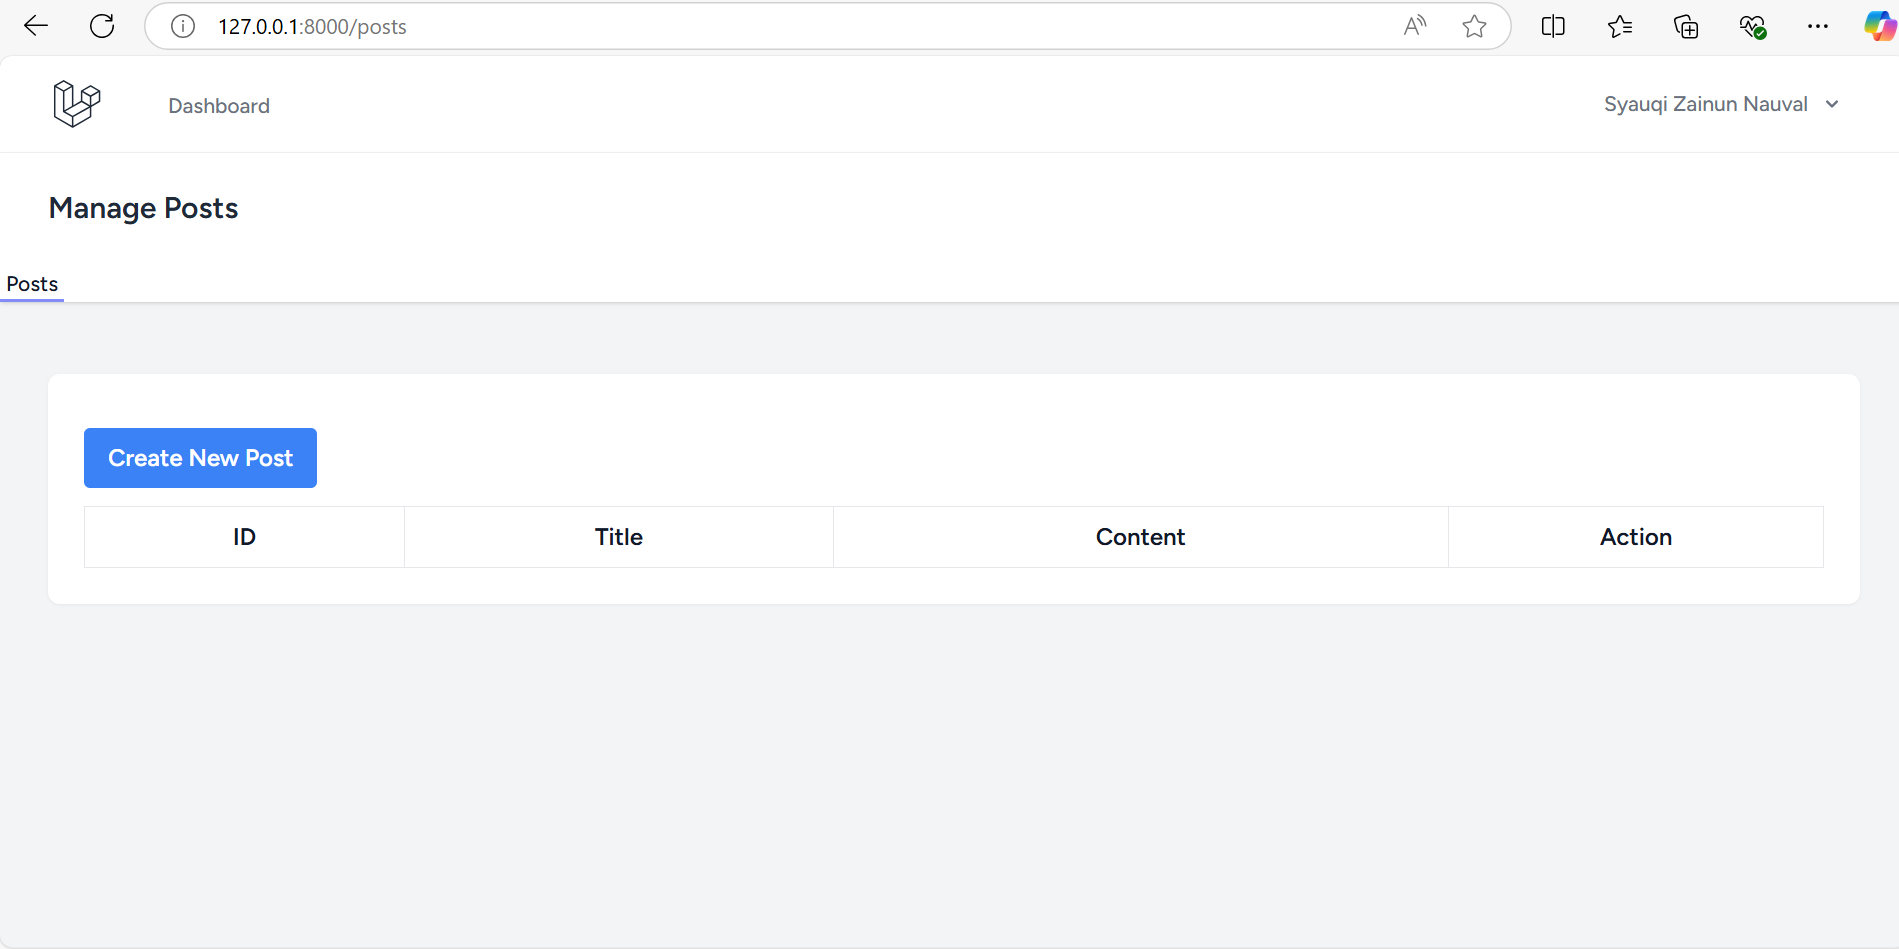 127.0.0.1:8000/posts
Dashboard
Syauqi Zainun Nauval
Manage Posts
Posts
Create New Post
ID Title Content Action